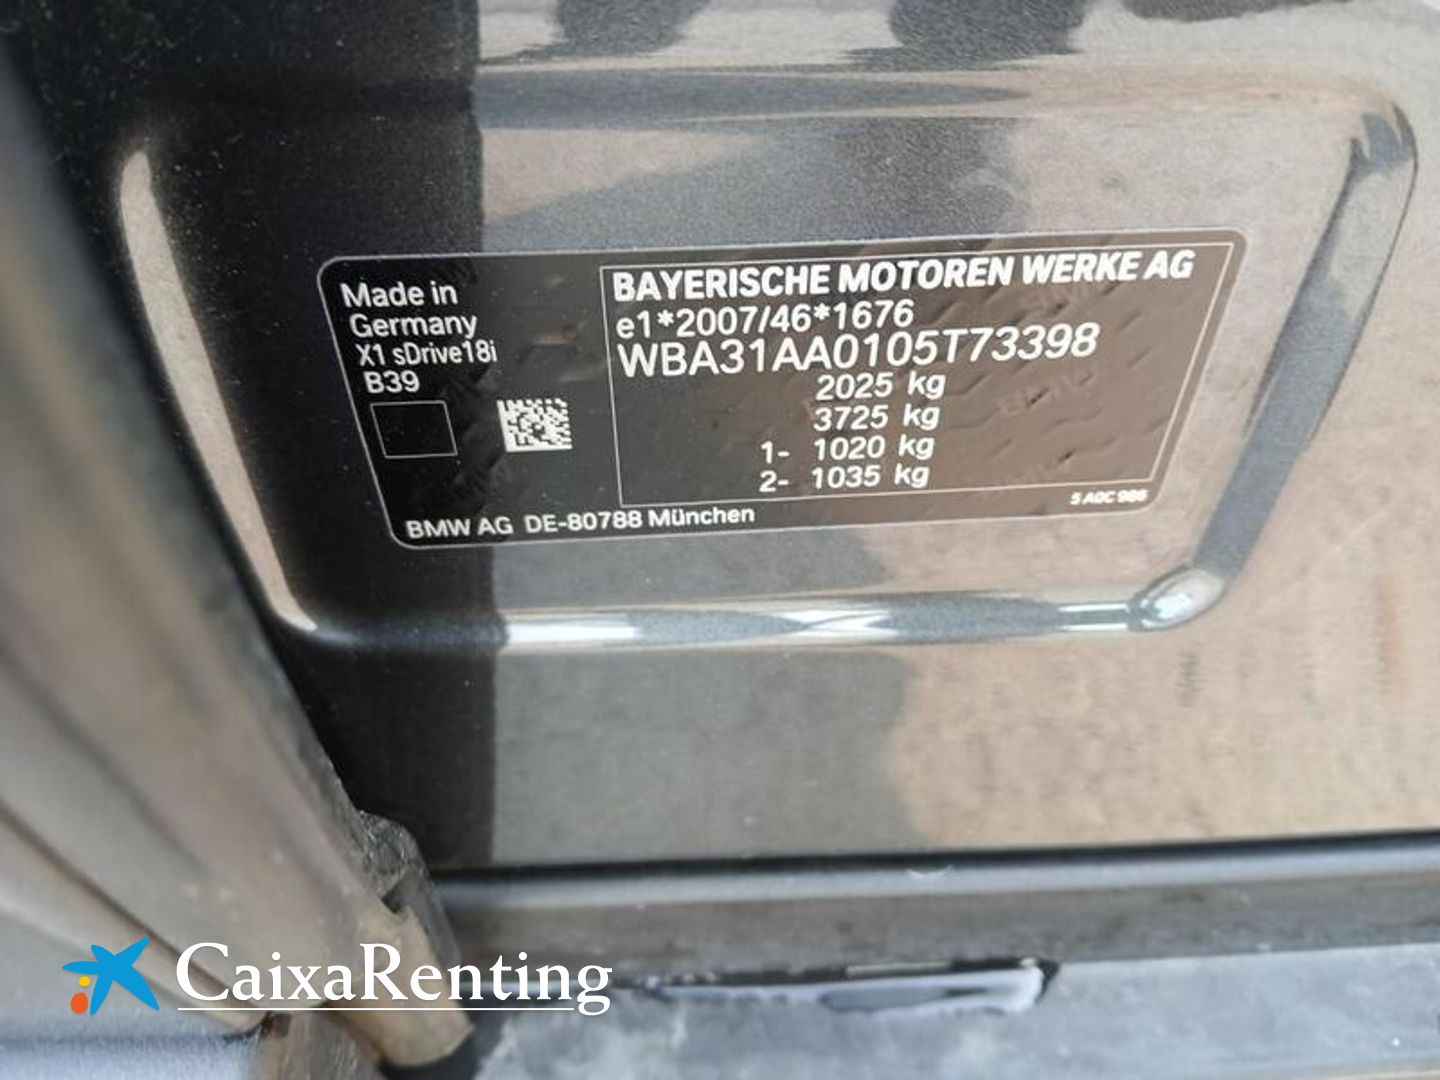 Made in
Germany
X1 sDrive18i
B39
BAYERISCHE MOTOREN WERKE AG
e1*2007/46*1676
WBA31AA0105T73398
2025 kg
3725 kg
1- 1020 kg
2- 1035 kg
5 A0C 986
BMW AG DE-80788 München
CaixaRenting